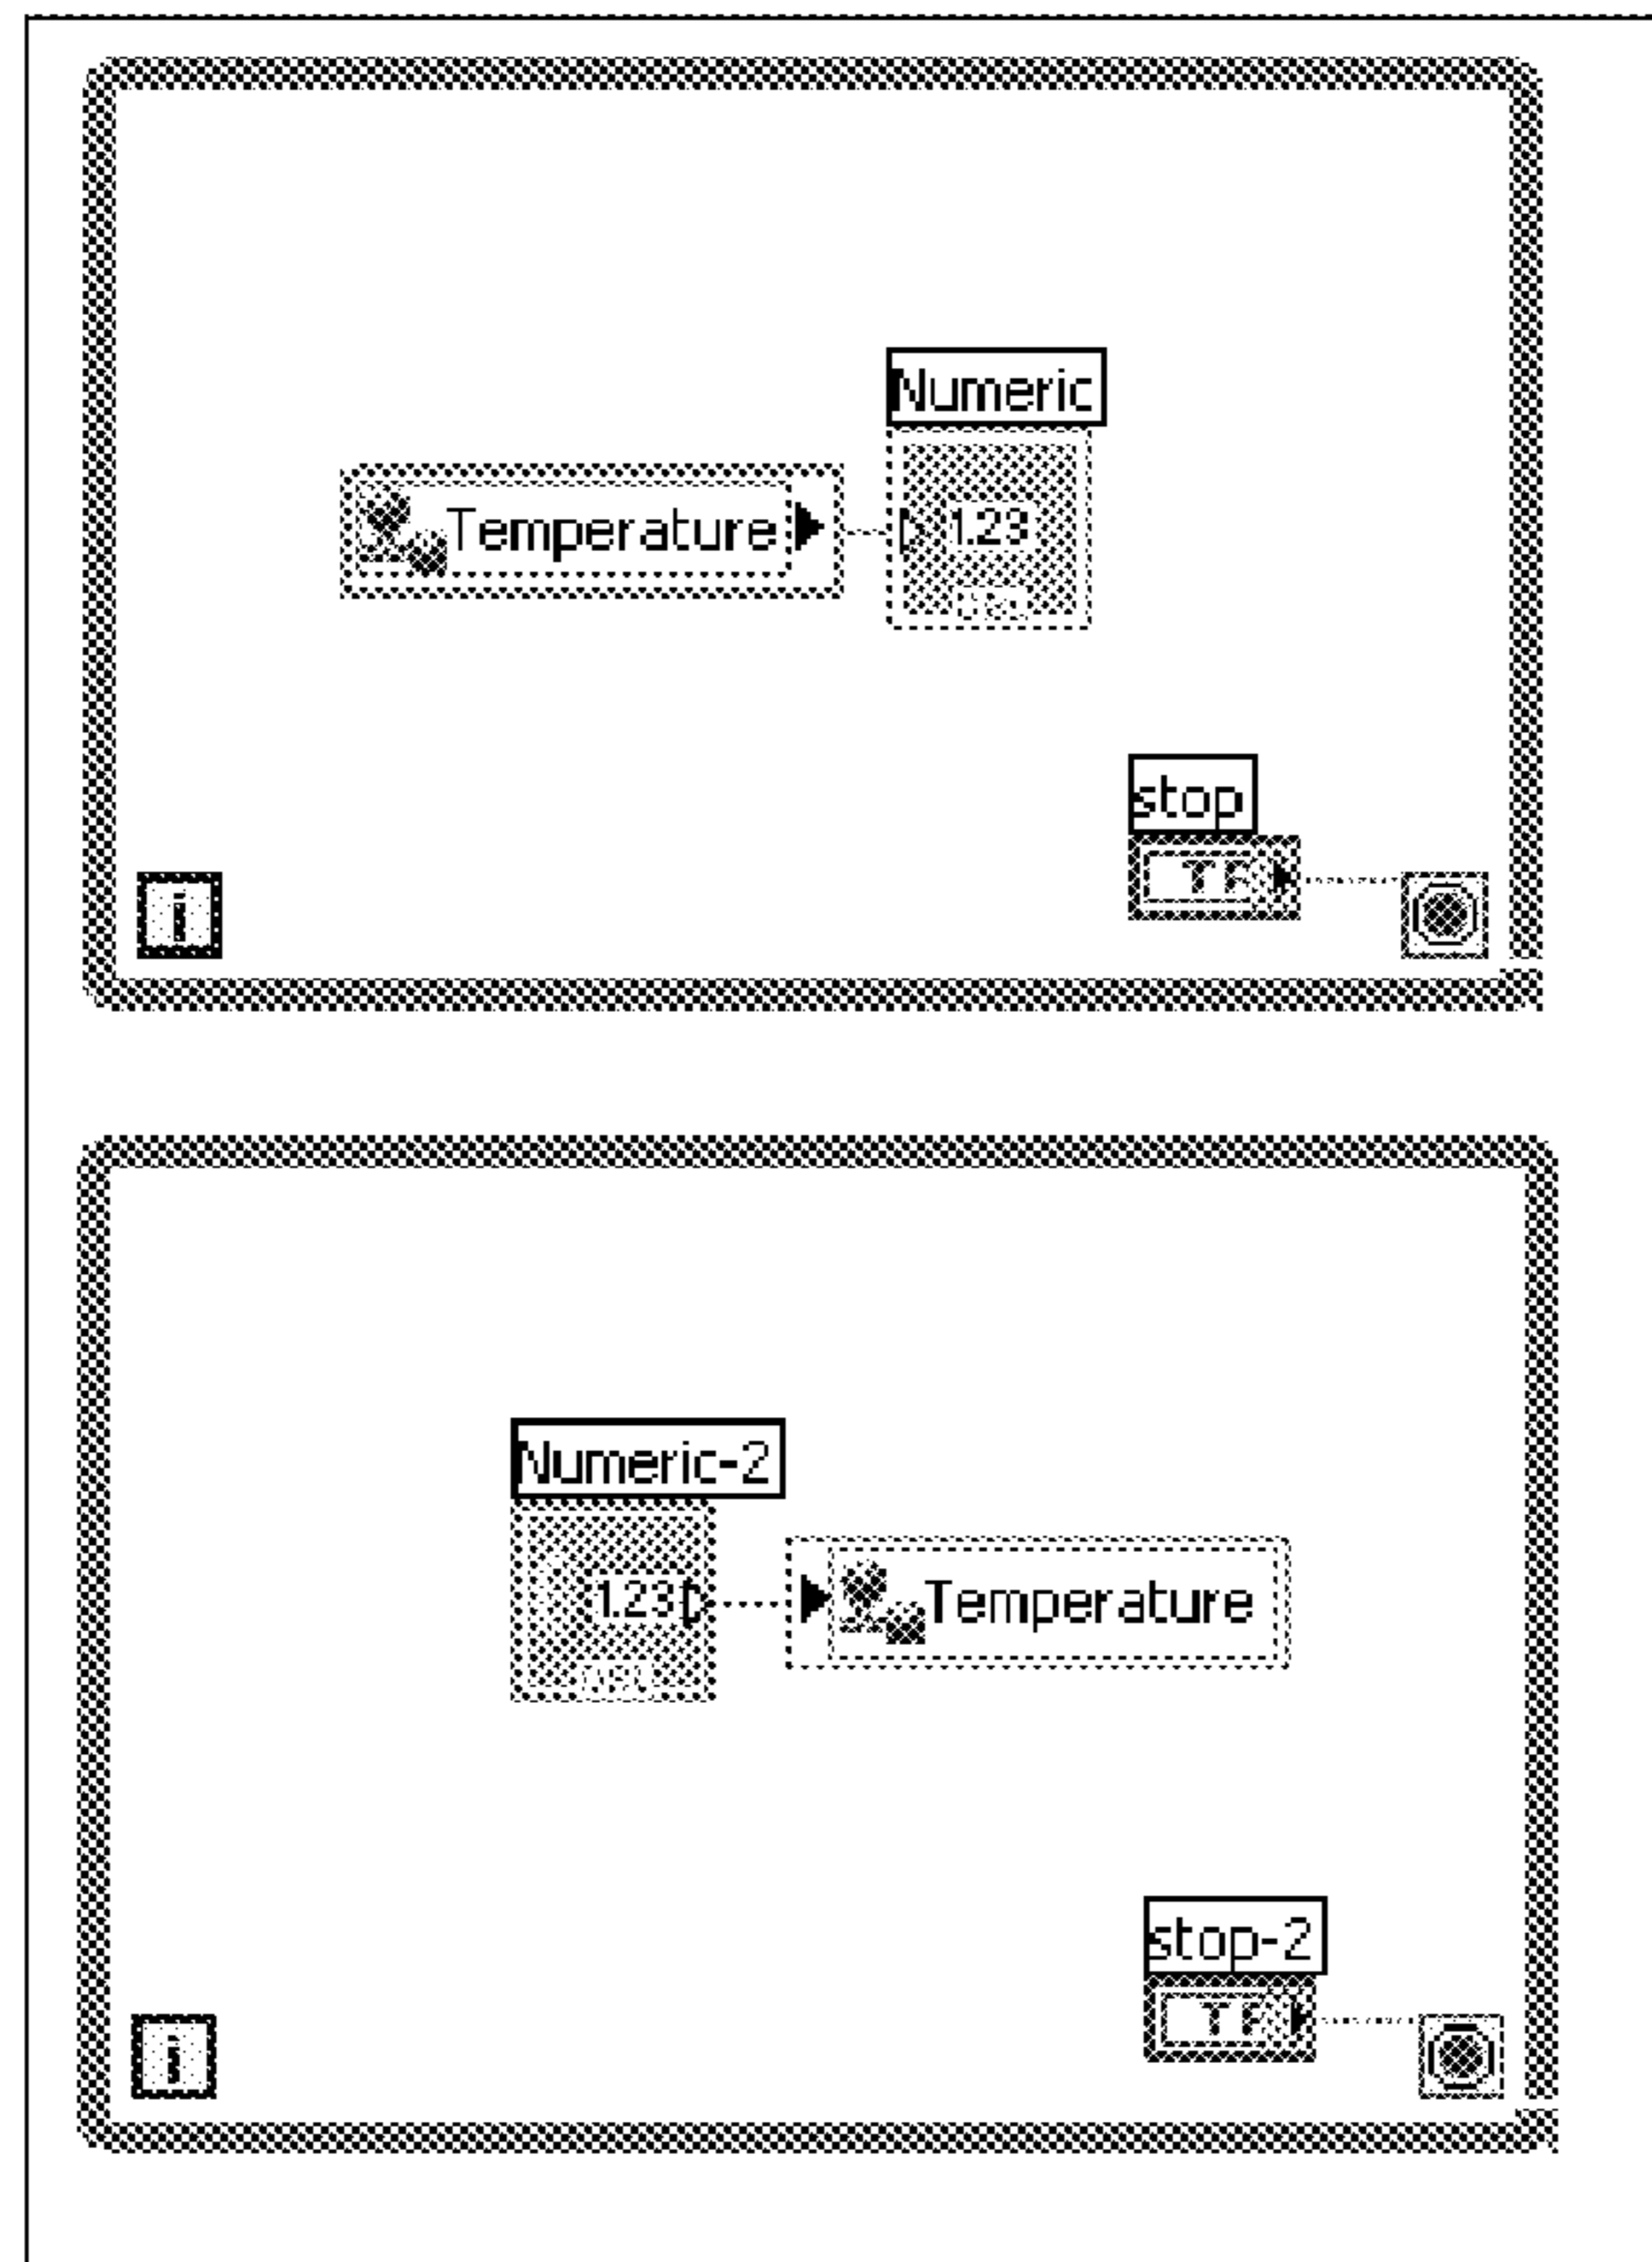 Numeric
Temperature
1.23
stop
TF
i
Numeric-2
1.23
Temperature
stop-2
TF
i